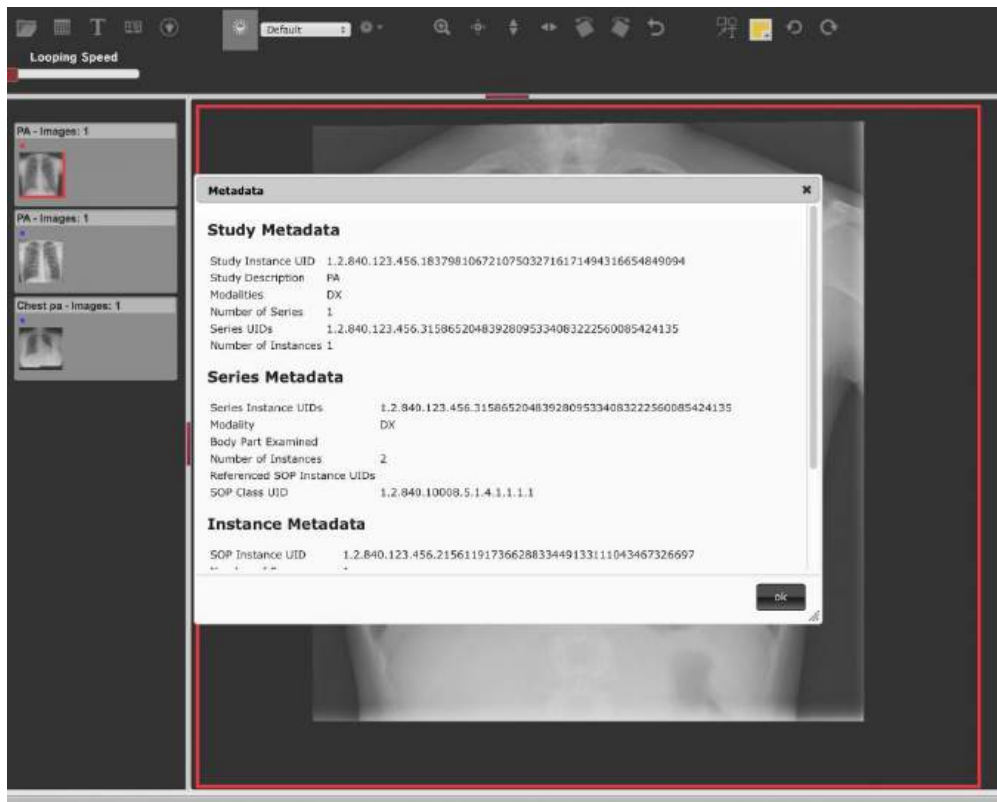 T
Default
Looping Speed
PA - Images: 1
PA - Images: 1
Chest pa - Images: 1
Metadata
Study Metadata
Study Instance UID 1.2.840.123.456.183798106721075032716171494316654849094
Study Description PA
Modalities DX
Number of Series 1
Series UIDs 1.2.840.123.456.31586520483928095334083222560085424135
Number of Instances 1
Series Metadata
Series Instance UIDs 1.2.840.123.456.31586520483928095334083222560085424135
Modality DX
Body Part Examined
Number of Instances 2
Referenced SOP Instance UIDs
SOP Class UID 1.2.840.10008.5.1.4.1.1.1.1
Instance Metadata
SOP Instance UID 1.2.840.123.456.21561191736628833449133111043467326697
ok